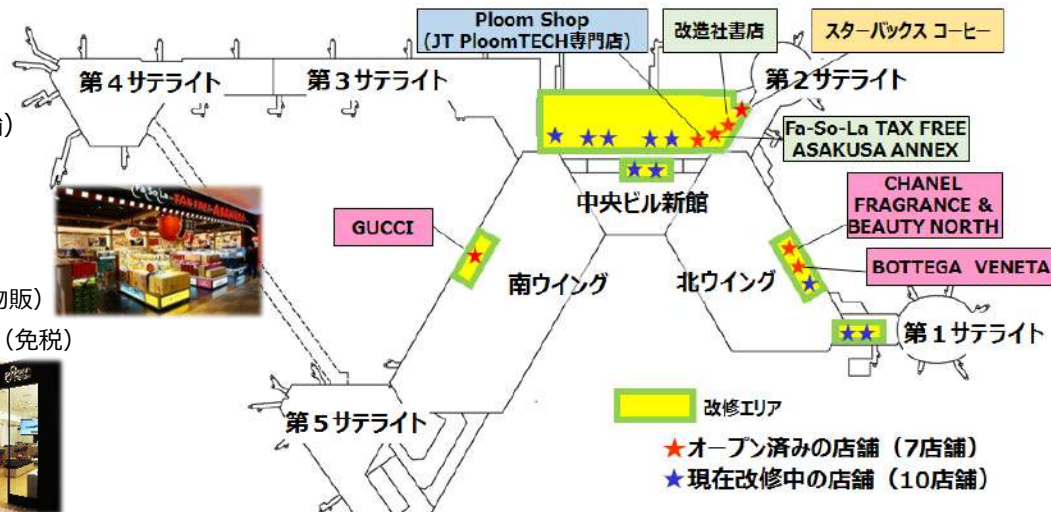 Ploom Shop
(JT PloomTECH専門店)
改造社書店
スターバックス コーヒー
第4サテライト
第3サテライト
第2サテライト
Fa-So-La TAX FREE
ASAKUSA ANNEX
中央ビル新館
CHANEL
FRAGRANCE &
BEAUTY NORTH
GUCCI
BOTTEGA VENETA
南ウイング
北ウイング
物販)
(免税)
第1サテライト
第5サテライト
改修エリア
★オープン済みの店舗(7店舗)
★現在改修中の店舗(10店舗)
Fa-So-La TAX FREE ASAKUSA